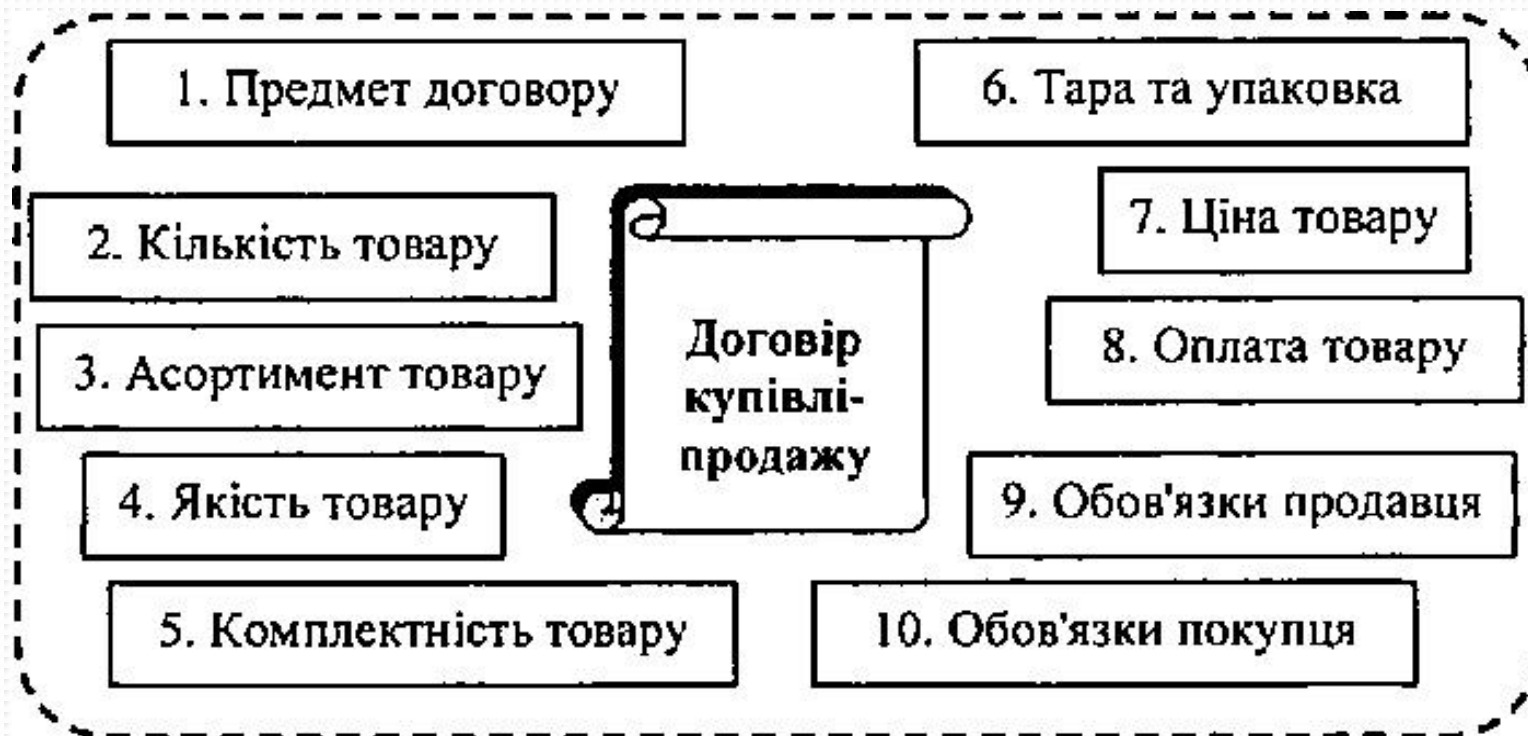 1. Предмет договору
2. Кількість товару
3. Асортимент товару
4. Якість товару
5. Комплектність товару
Договір
купівлі-
продажу
6. Тара та упаковка
7. Ціна товару
8. Оплата товару
9. Обов'язки продавця
10. Обов'язки покупця